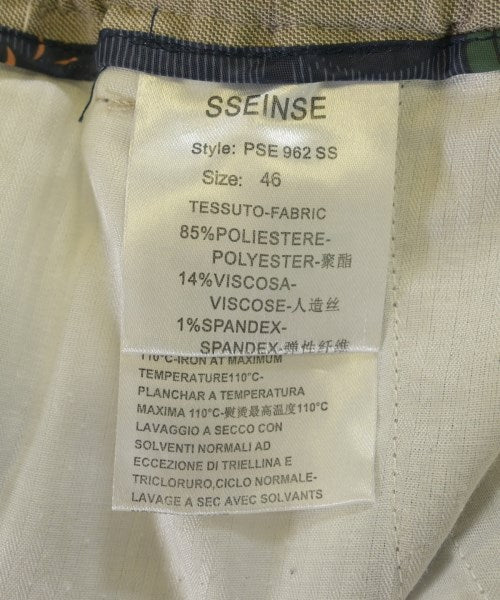 SSEINSE
Style: PSE 962 SS
Size: 46
TESSUTO-FABRIC
85%POLIESTERE-
POLYESTER-聚酯
14%VISCOSA-
VISCOSE-人造丝
1%SPANDEX-
SPANDEX-弹性纤维
110°C-IRON AT MAXIMUM
TEMPERATURE110°C-
PLANCHAR A TEMPERATURA
MAXIMA 110°C-熨烫最高温度110°C
LAVAGGIO A SECCO CON
SOLVENTI NORMALI AD
ECCEZIONE DI TRIELLINA E
TRICLORURO,CICLO NORMALE-
LAVAGE A SEC AVEC SOLVANTS